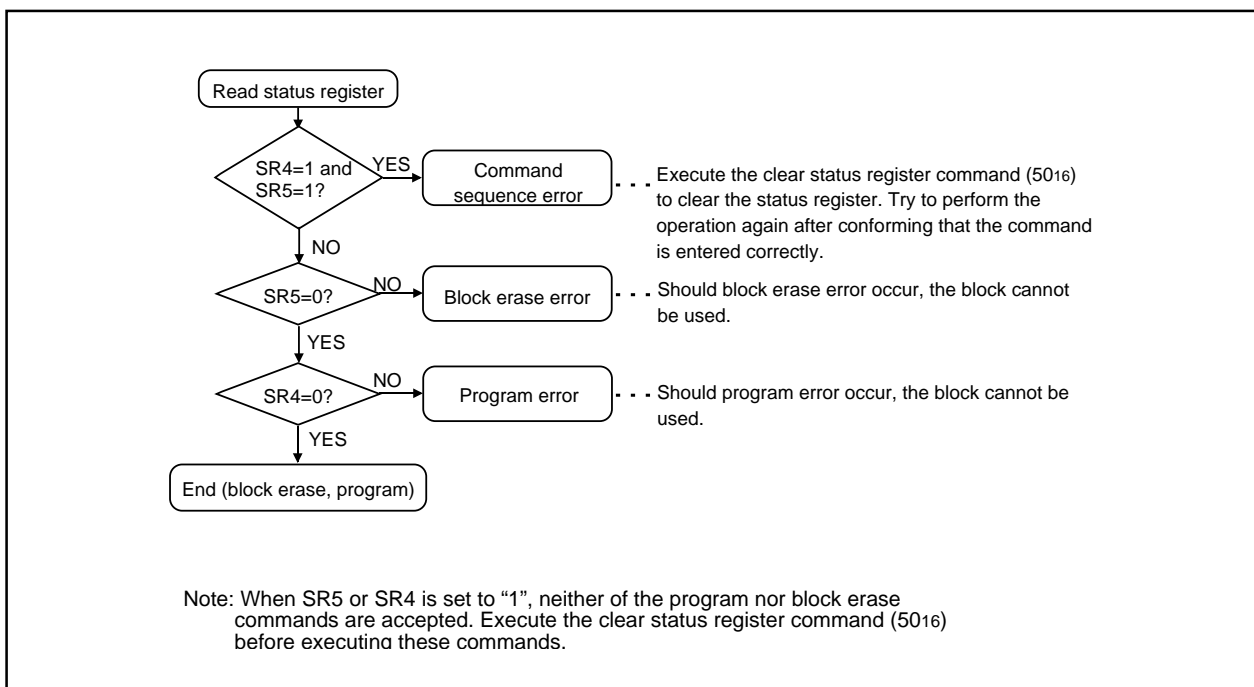 Read status register
SR4=1 and
SR5=1?
YES
Command
sequence error
Execute the clear status register command (5016)
to clear the status register. Try to perform the
operation again after conforming that the command
is entered correctly.
NO
SR5=0?
NO
Block erase error
Should block erase error occur, the block cannot
be used.
YES
SR4=0?
NO
Program error
Should program error occur, the block cannot be
used.
YES
End (block erase, program)
Note: When SR5 or SR4 is set to “1”, neither of the program nor block erase
commands are accepted. Execute the clear status register command (5016)
before executing these commands.